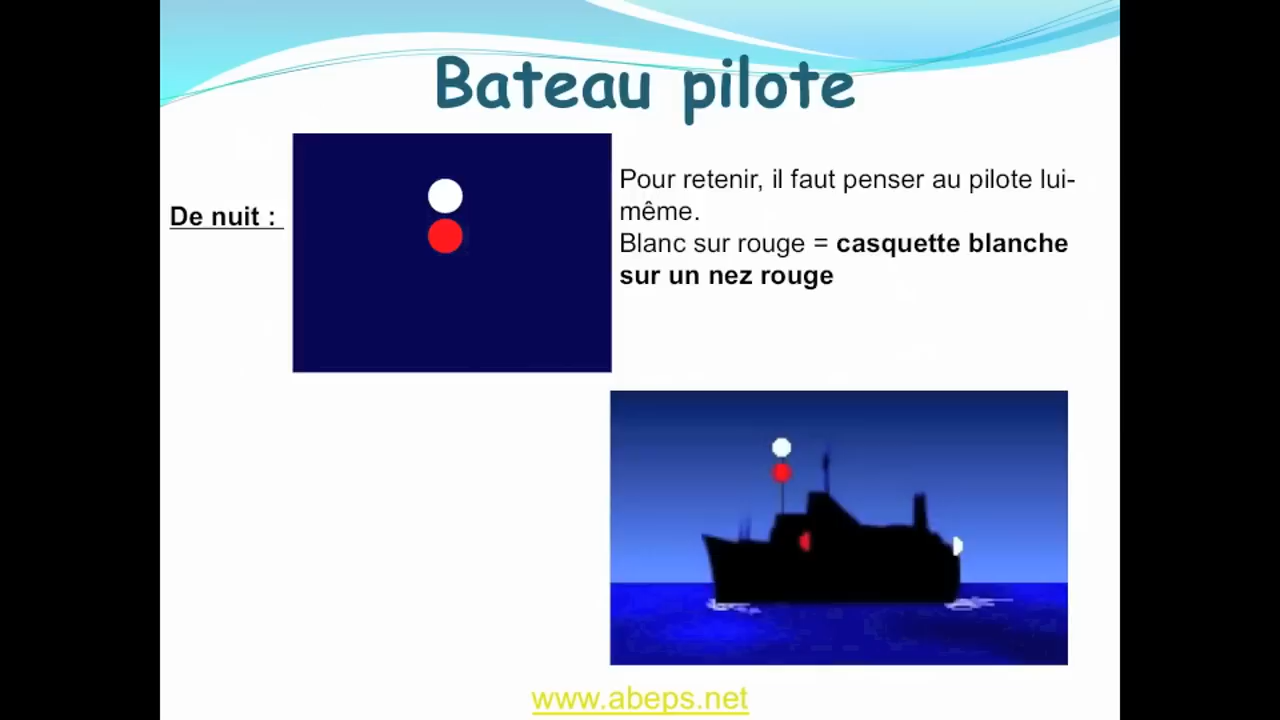 Bateau pilote
De nuit :
Pour retenir, il faut penser au pilote lui-
même.
Blanc sur rouge = casquette blanche
sur un nez rouge
www.abeps.net